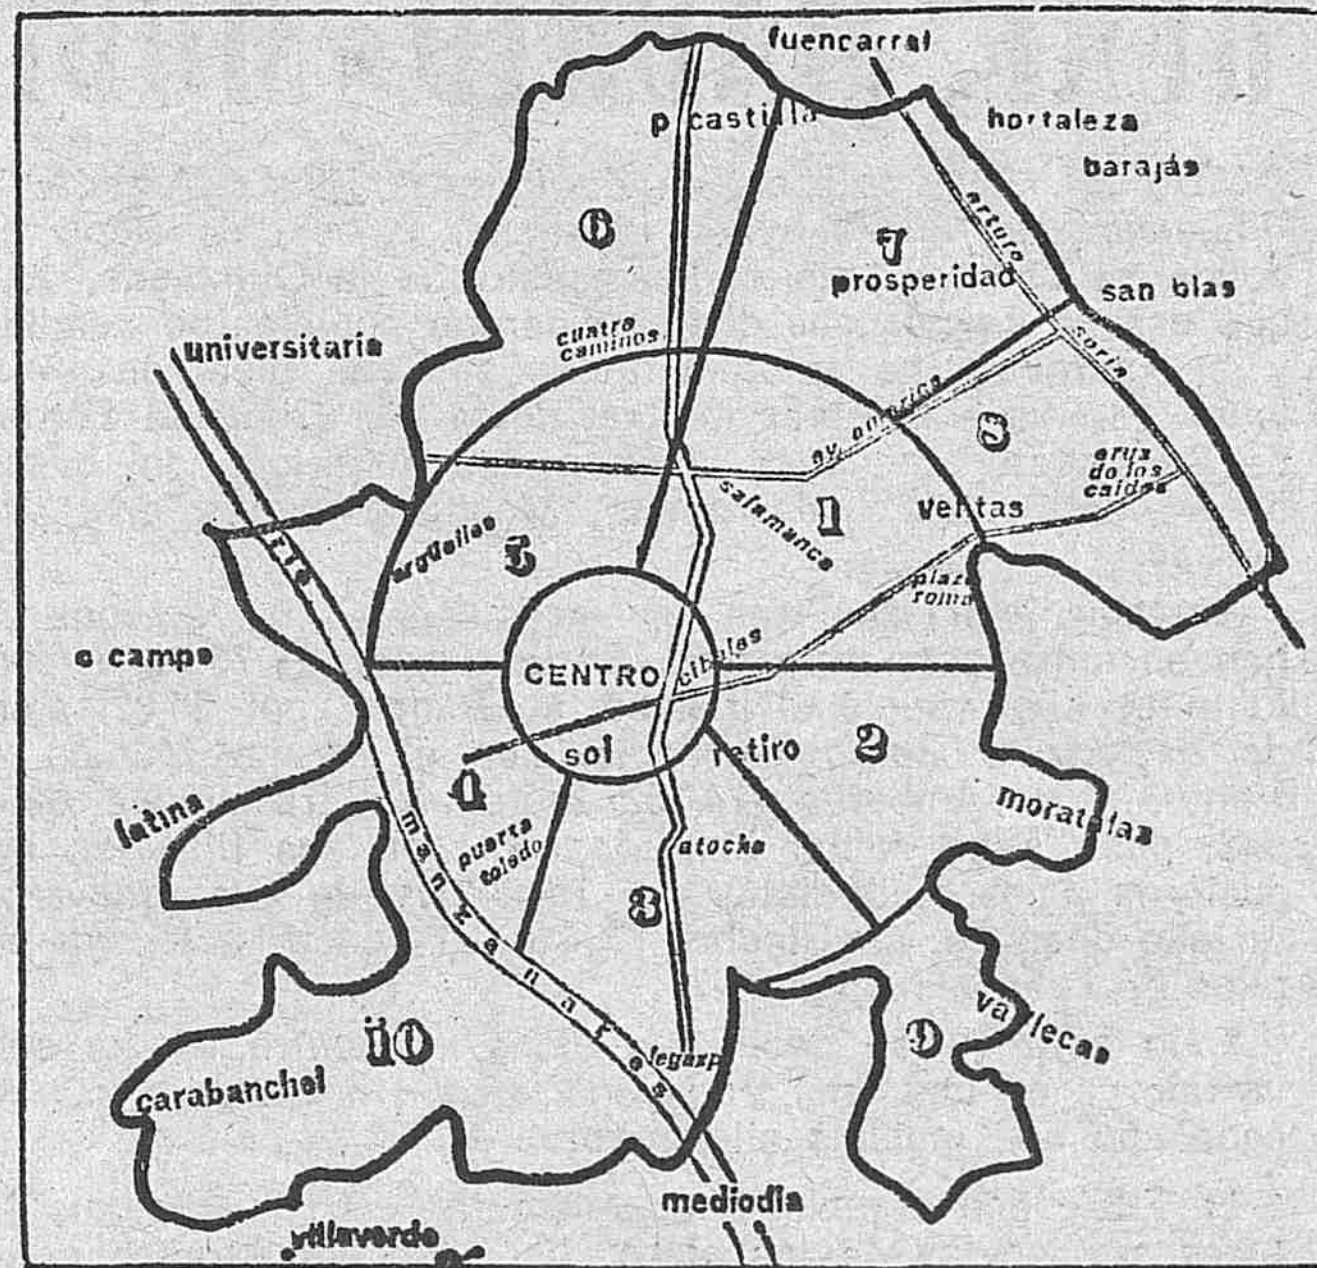 fuencarral
p castilla
hortaleza
barajás
6
arturo
7
prosperidad
san blas
universitaria
cuatro
caminos
soria
av. america
8
cruz
de los
caidos
salamanca
1
ventas
rio
argüelles
5
plaza
roma
c campo
CENTRO
cibeles
sol
retiro
2
4
latina
moratalaz
puerta
toledo
atocha
manzanares
3
vallecas
10
legazpi
9
carabanchel
mediodia
villaverde